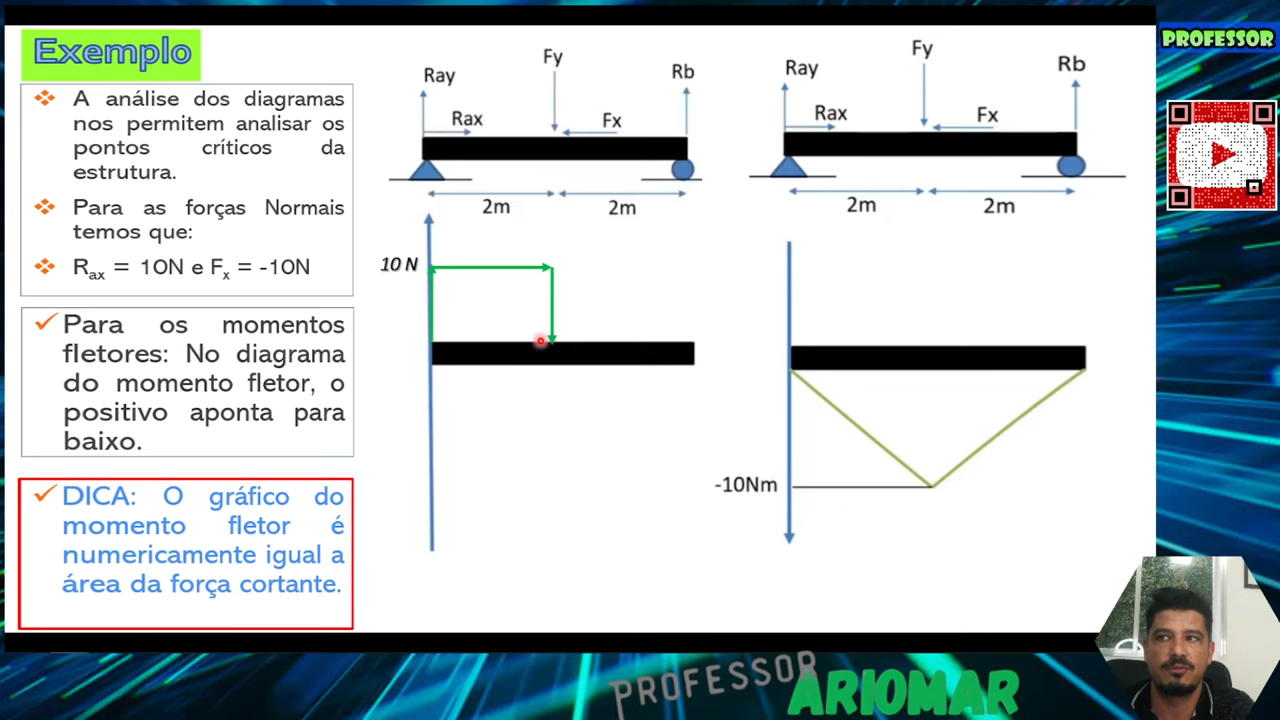 Exemplo
PROFESSOR
A análise dos diagramas
nos permitem analisar os
pontos críticos da
estrutura.
Para as forças Normais
temos que:
Rax = 10N e Fx = -10N
Para os momentos
fletores: No diagrama
do momento fletor, o
positivo aponta para
baixo.
DICA: O gráfico do
momento fletor é
numericamente igual a
área da força cortante.
Fy
Ray
Rb
Rax
Fx
2m
2m
10 N
Fy
Ray
Rb
Rax
Fx
2m
2m
-10Nm
PROFESSOR
ARIOMAR